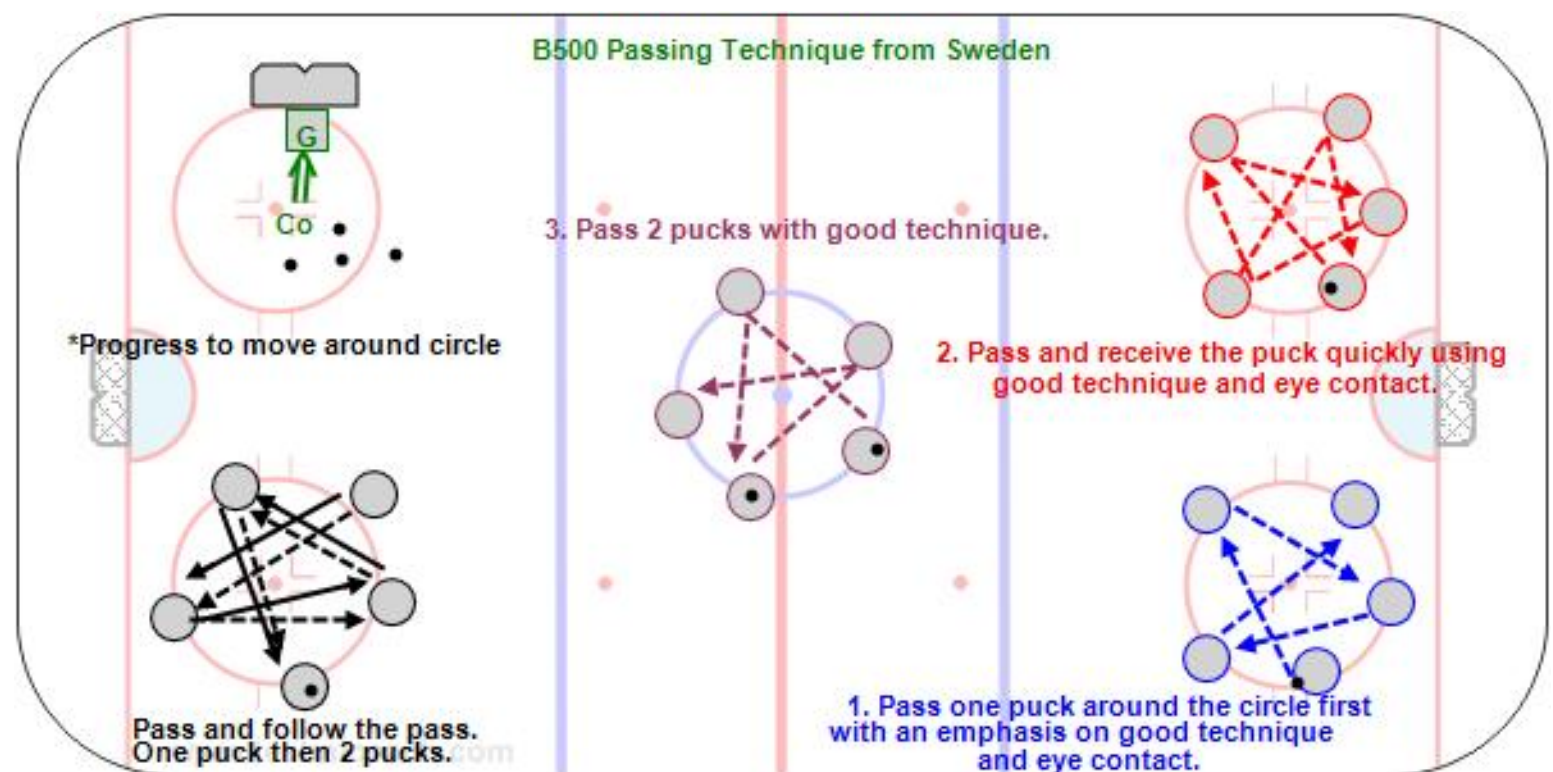 B500 Passing Technique from Sweden
G
Co
*Progress to move around circle
3. Pass 2 pucks with good technique.
2. Pass and receive the puck quickly using
good technique and eye contact.
Pass and follow the pass.
One puck then 2 pucks.
1. Pass one puck around the circle first
with an emphasis on good technique
and eye contact.